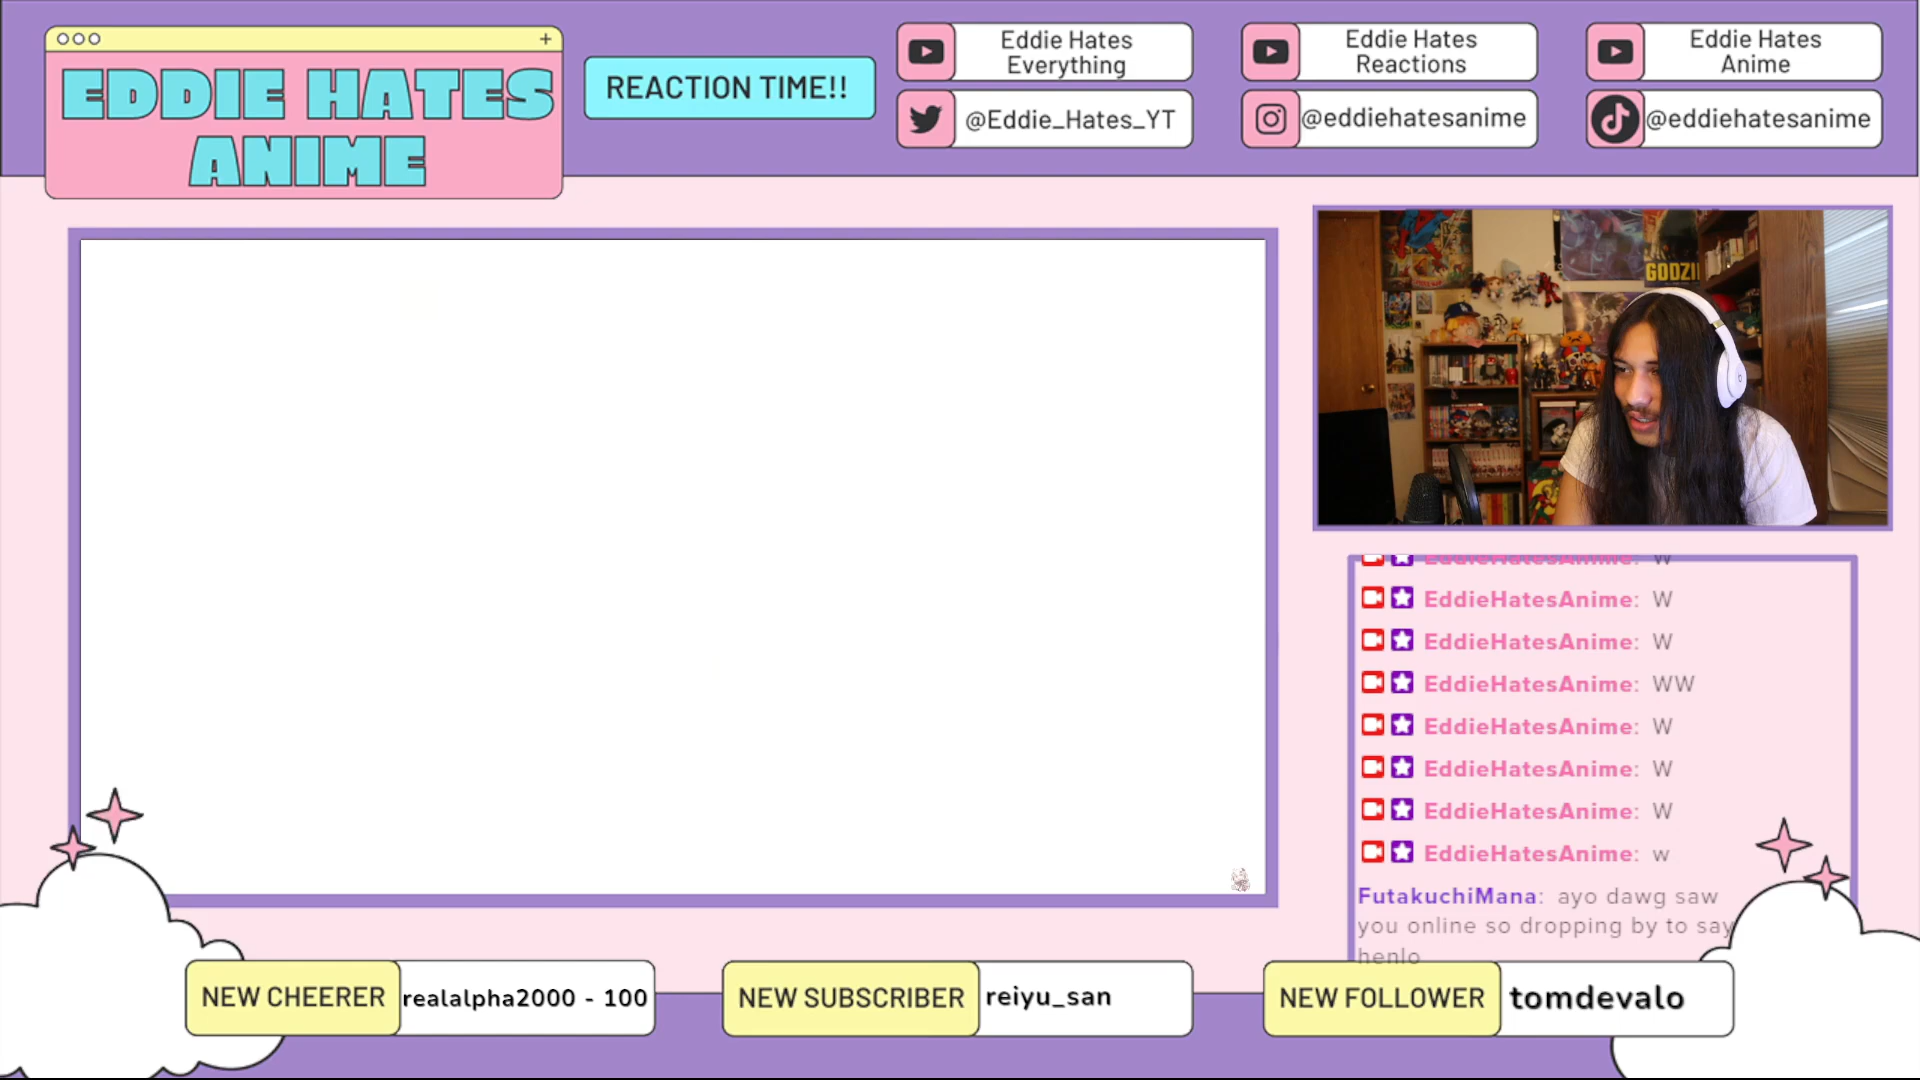 EDDIE HATES
ANIME
REACTION TIME!!
Eddie Hates
Everything
Eddie Hates
Reactions
Eddie Hates
Anime
@Eddie_Hates_YT
@eddiehatesanime
@eddiehatesanime
GODZI
EddieHatesAnime: W
EddieHatesAnime: W
EddieHatesAnime: W
EddieHatesAnime: WW
EddieHatesAnime: W
EddieHatesAnime: W
EddieHatesAnime: W
EddieHatesAnime: w
FutakuchiMana: ayo dawg saw
you online so dropping by to say
henlo
NEW CHEERER
realalpha2000 - 100
NEW SUBSCRIBER
reiyu_san
NEW FOLLOWER
tomdevalo